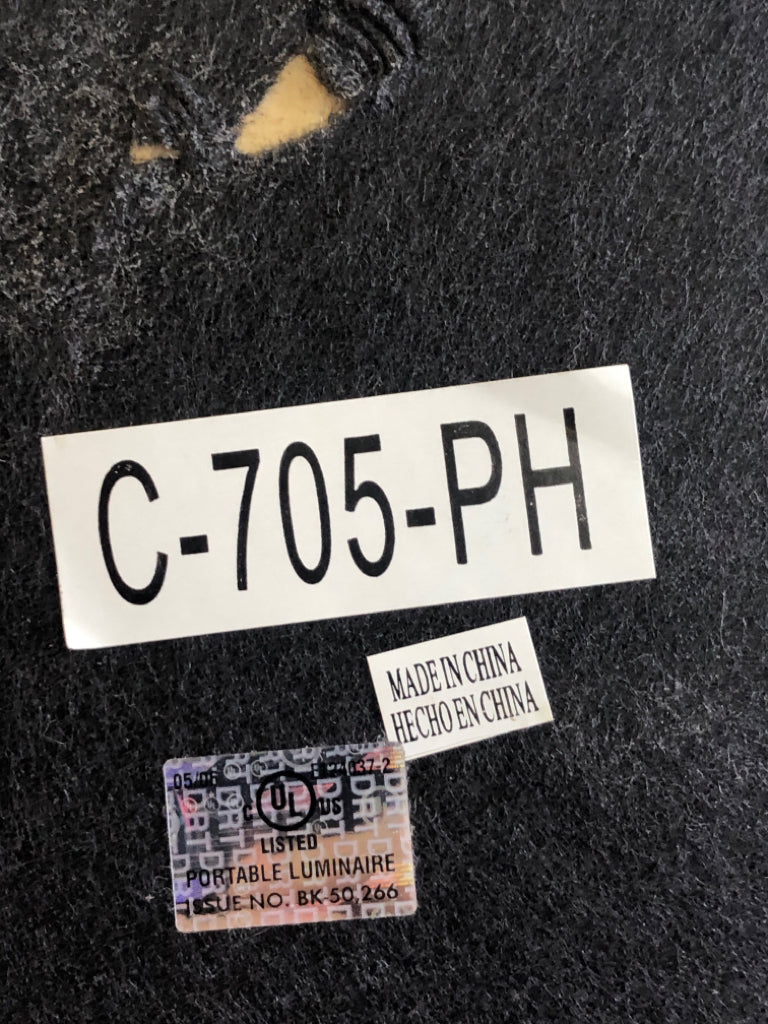 C-705-PH
MADE IN CHINA
HECHO EN CHINA
05/06
C UL US
LISTED
PORTABLE LUMINAIRE
ISSUE NO. BK-50,266